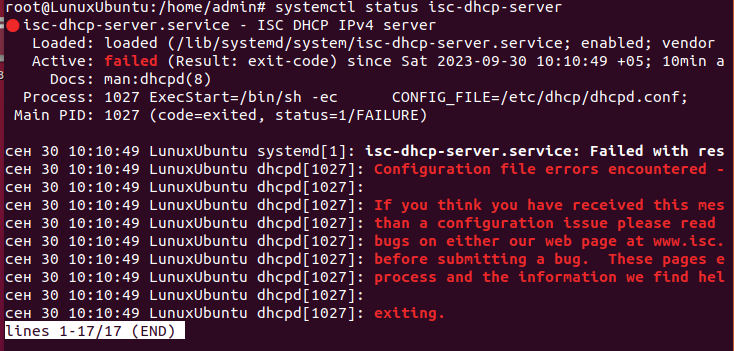 root@LunuxUbuntu:/home/admin# systemctl status isc-dhcp-server
● isc-dhcp-server.service - ISC DHCP IPv4 server
Loaded: loaded (/lib/systemd/system/isc-dhcp-server.service; enabled; vendor
Active: failed (Result: exit-code) since Sat 2023-09-30 10:10:49 +05; 10min a
Docs: man:dhcpd(8)
Process: 1027 ExecStart=/bin/sh -ec CONFIG_FILE=/etc/dhcp/dhcpd.conf;
Main PID: 1027 (code=exited, status=1/FAILURE)
сен 30 10:10:49 LunuxUbuntu systemd[1]: isc-dhcp-server.service: Failed with res
сен 30 10:10:49 LunuxUbuntu dhcpd[1027]: Configuration file errors encountered -
сен 30 10:10:49 LunuxUbuntu dhcpd[1027]:
сен 30 10:10:49 LunuxUbuntu dhcpd[1027]: If you think you have received this mes
сен 30 10:10:49 LunuxUbuntu dhcpd[1027]: than a configuration issue please read
сен 30 10:10:49 LunuxUbuntu dhcpd[1027]: bugs on either our web page at www.isc.
сен 30 10:10:49 LunuxUbuntu dhcpd[1027]: before submitting a bug. These pages e
сен 30 10:10:49 LunuxUbuntu dhcpd[1027]: process and the information we find hel
сен 30 10:10:49 LunuxUbuntu dhcpd[1027]:
сен 30 10:10:49 LunuxUbuntu dhcpd[1027]: exiting.
lines 1-17/17 (END)